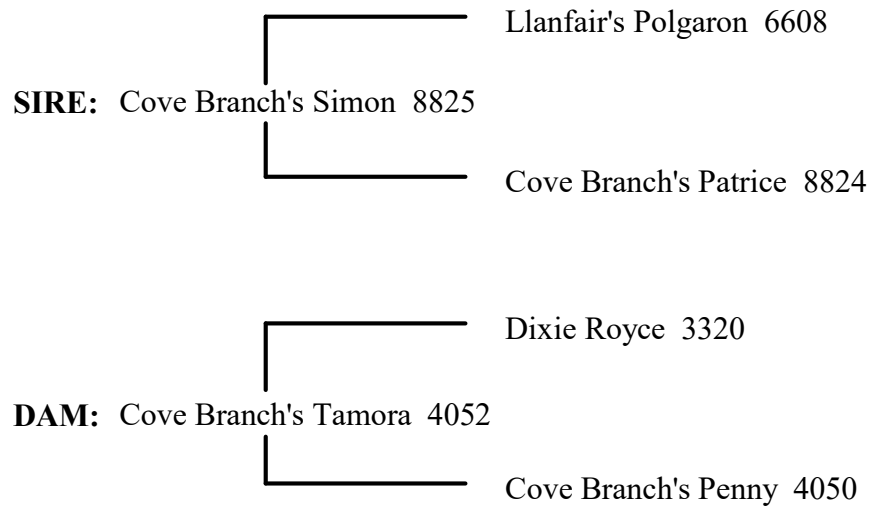 Llanfair's Polgaron 6608
SIRE: Cove Branch's Simon 8825
Cove Branch's Patrice 8824
Dixie Royce 3320
DAM: Cove Branch's Tamora 4052
Cove Branch's Penny 4050